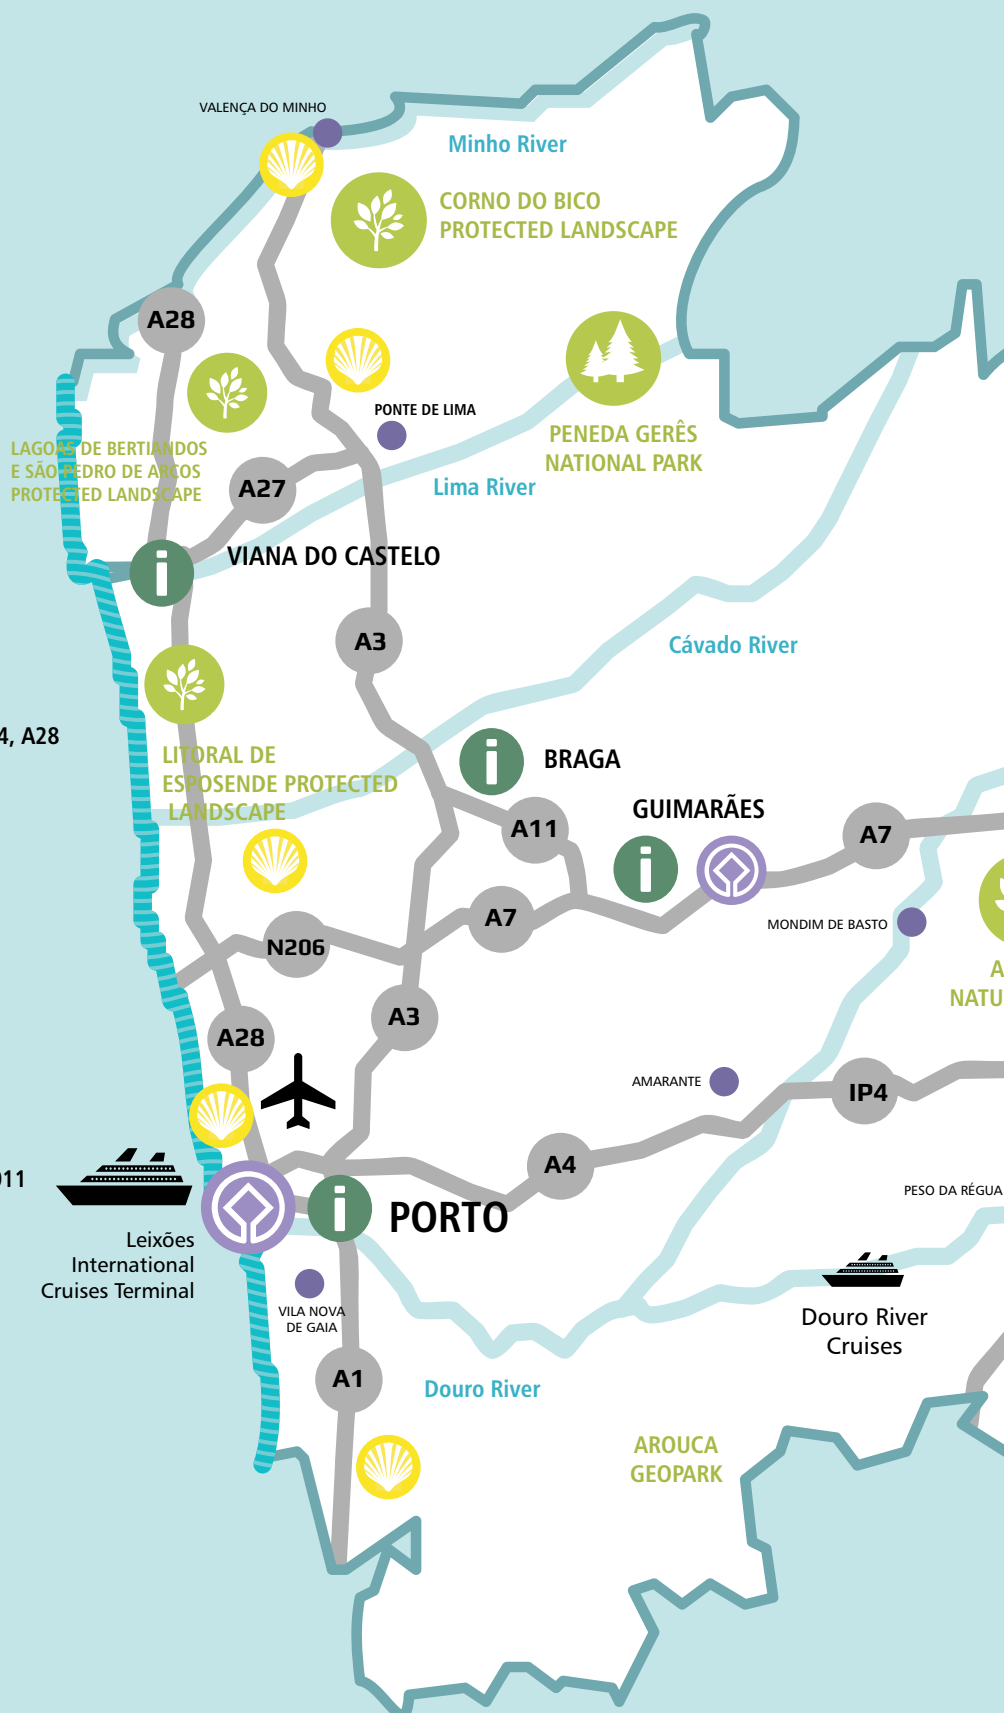 VALENÇA DO MINHO
Minho River
CORNO DO BICO
PROTECTED LANDSCAPE
A28
PONTE DE LIMA
PENEDA GERÊS
NATIONAL PARK
LAGOAS DE BERTIANDOS
E SÃO PEDRO DE ARCOS
PROTECTED LANDSCAPE
A27
Lima River
i
VIANA DO CASTELO
A3
Cávado River
4, A28
LITORAL DE
ESPOSENDE PROTECTED
LANDSCAPE
i
BRAGA
GUIMARÃES
A11
A7
i
A7
MONDIM DE BASTO
N206
A
NATU
A3
A28
AMARANTE
IP4
A4
011
PESO DA RÉGUA
i
PORTO
Leixões
International
Cruises Terminal
VILA NOVA
DE GAIA
Douro River
Cruises
A1
Douro River
AROUCA
GEOPARK